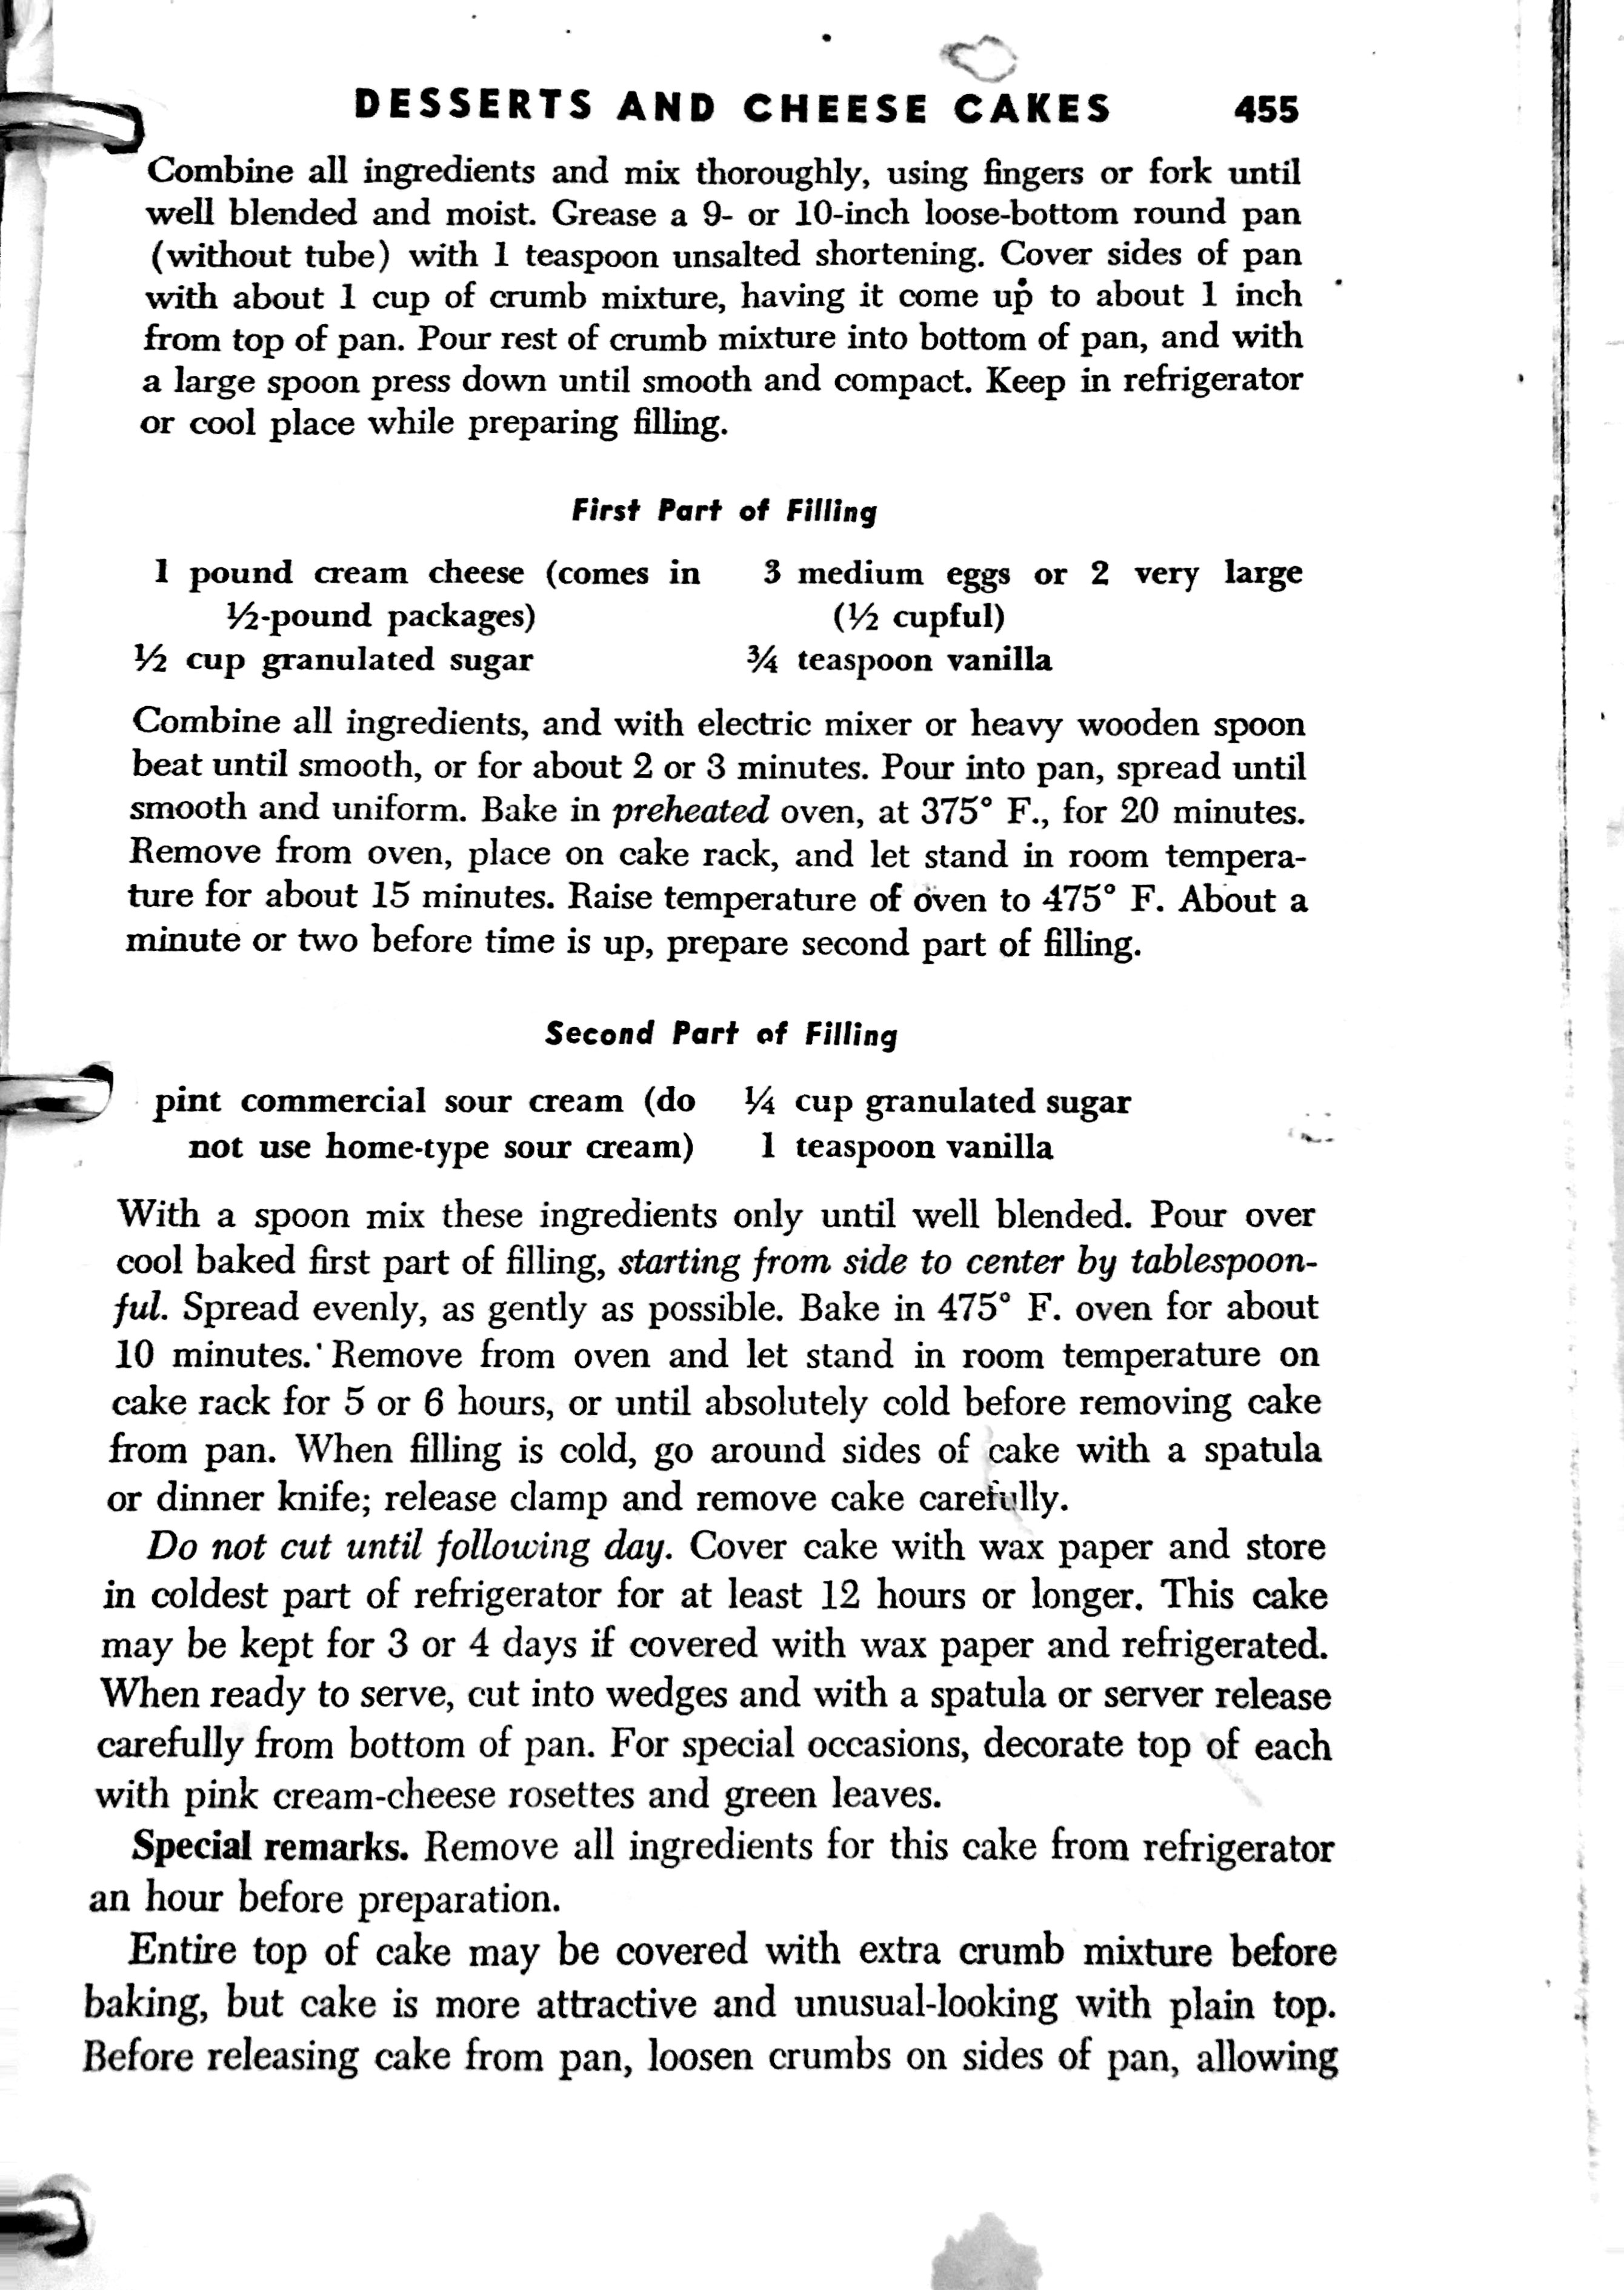 DESSERTS AND CHEESE CAKES 455
Combine all ingredients and mix thoroughly, using fingers or fork until
well blended and moist. Grease a 9- or 10-inch loose-bottom round pan
(without tube) with 1 teaspoon unsalted shortening. Cover sides of pan
with about 1 cup of crumb mixture, having it come up to about 1 inch
from top of pan. Pour rest of crumb mixture into bottom of pan, and with
a large spoon press down until smooth and compact. Keep in refrigerator
or cool place while preparing filling.
First Part of Filling
1 pound cream cheese (comes in
½-pound packages)
½ cup granulated sugar
3 medium eggs or 2 very large
(½ cupful)
¾ teaspoon vanilla
Combine all ingredients, and with electric mixer or heavy wooden spoon
beat until smooth, or for about 2 or 3 minutes. Pour into pan, spread until
smooth and uniform. Bake in preheated oven, at 375° F., for 20 minutes.
Remove from oven, place on cake rack, and let stand in room tempera-
ture for about 15 minutes. Raise temperature of oven to 475° F. About a
minute or two before time is up, prepare second part of filling.
Second Part of Filling
pint commercial sour cream (do
not use home-type sour cream)
¼ cup granulated sugar
1 teaspoon vanilla
With a spoon mix these ingredients only until well blended. Pour over
cool baked first part of filling, starting from side to center by tablespoon-
ful. Spread evenly, as gently as possible. Bake in 475° F. oven for about
10 minutes. Remove from oven and let stand in room temperature on
cake rack for 5 or 6 hours, or until absolutely cold before removing cake
from pan. When filling is cold, go around sides of cake with a spatula
or dinner knife; release clamp and remove cake carefully.
Do not cut until following day. Cover cake with wax paper and store
in coldest part of refrigerator for at least 12 hours or longer. This cake
may be kept for 3 or 4 days if covered with wax paper and refrigerated.
When ready to serve, cut into wedges and with a spatula or server release
carefully from bottom of pan. For special occasions, decorate top of each
with pink cream-cheese rosettes and green leaves.
Special remarks. Remove all ingredients for this cake from refrigerator
an hour before preparation.
Entire top of cake may be covered with extra crumb mixture before
baking, but cake is more attractive and unusual-looking with plain top.
Before releasing cake from pan, loosen crumbs on sides of pan, allowing